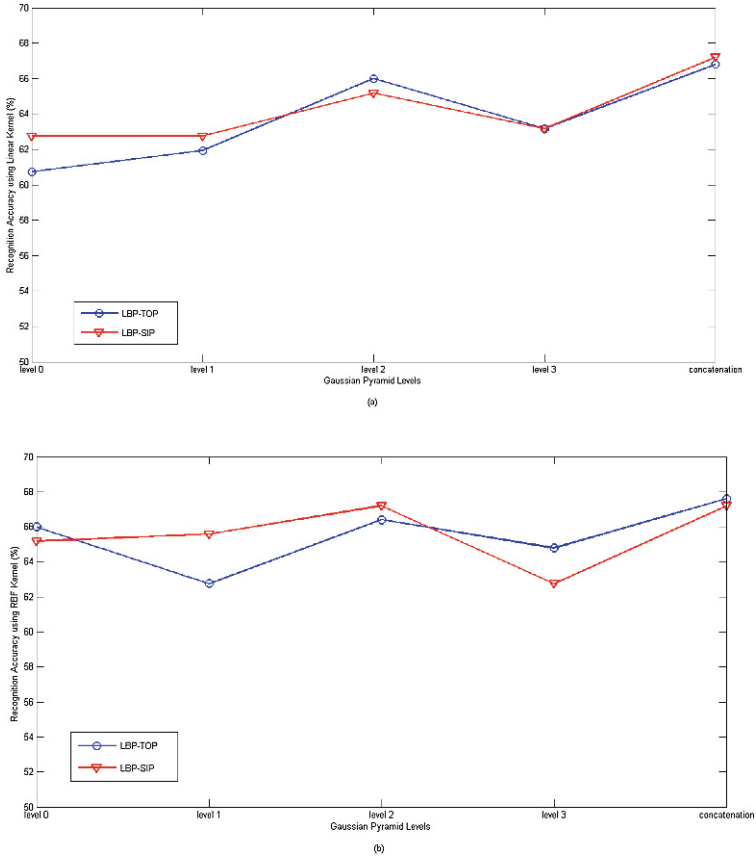 70
68
66
64
62
60
58
56
54
52
50
Recognition Accuracy using Linear Kernel (%)
LBP-TOP
LBP-SIP
level 0 level 1 level 2 level 3 concatenation
Gaussian Pyramid Levels
(a)
70
68
66
64
62
60
58
56
54
52
50
Recognition Accuracy using RBF Kernel (%)
LBP-TOP
LBP-SIP
level 0 level 1 level 2 level 3 concatenation
Gaussian Pyramid Levels
(b)